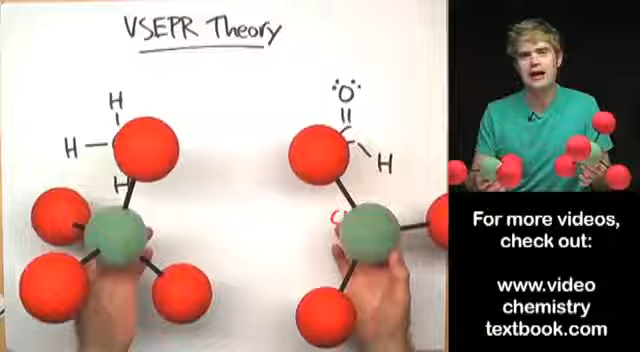 VSEPR Theory
H
H
H
O
H
For more videos,
check out:
www.video
chemistry
textbook.com